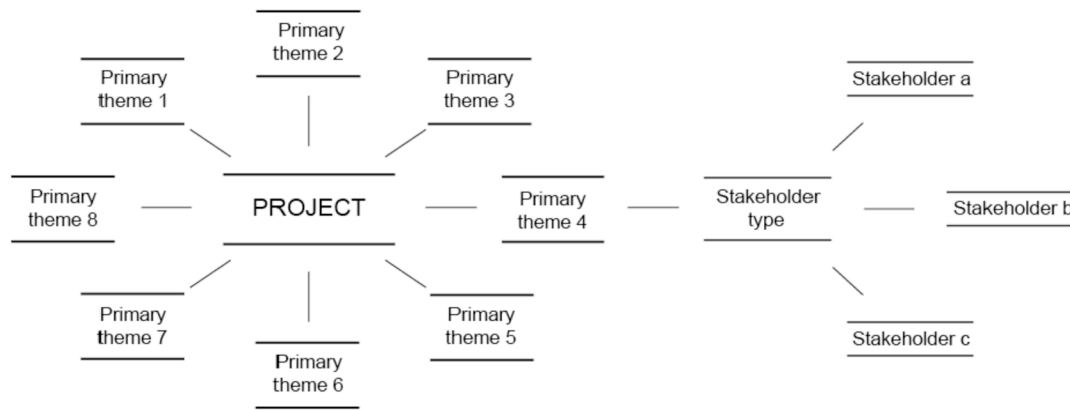 Primary
theme 2
Primary
theme 1
Primary
theme 3
Stakeholder a
Primary
theme 8
PROJECT
Primary
theme 4
Stakeholder
type
Stakeholder b
Primary
theme 7
Primary
theme 5
Stakeholder c
Primary
theme 6